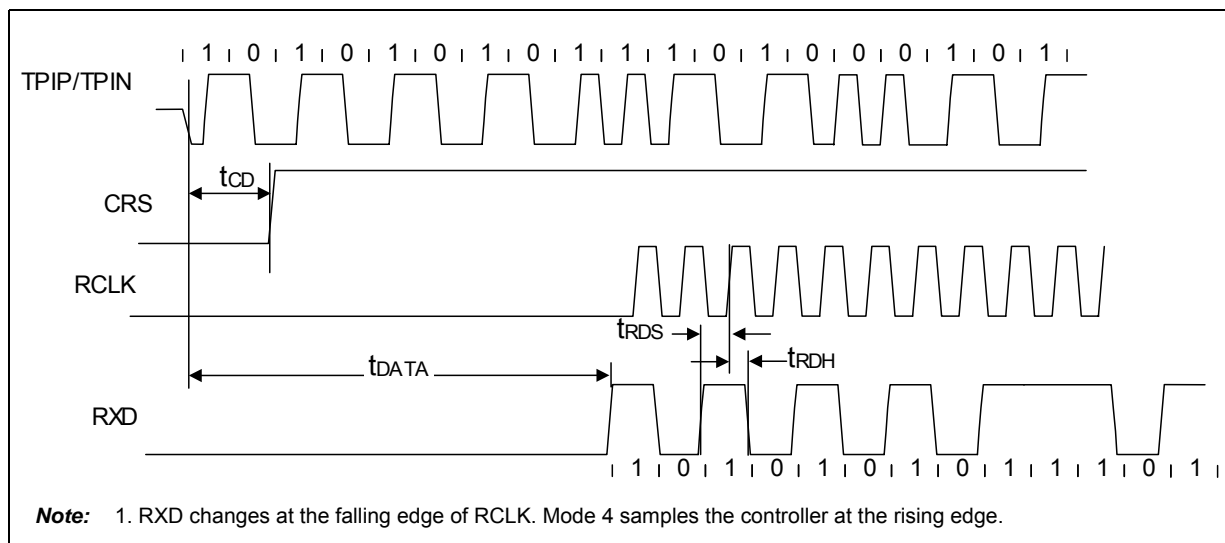 1 0 1 0 1 0 1 0 1 1 1 0 1 0 0 0 1 0 1
TPIP/TPIN
tCD
CRS
RCLK
tRDS
tRDH
tDATA
RXD
1 0 1 0 1 0 1 0 1 1 1 0 1
Note: 1. RXD changes at the falling edge of RCLK. Mode 4 samples the controller at the rising edge.